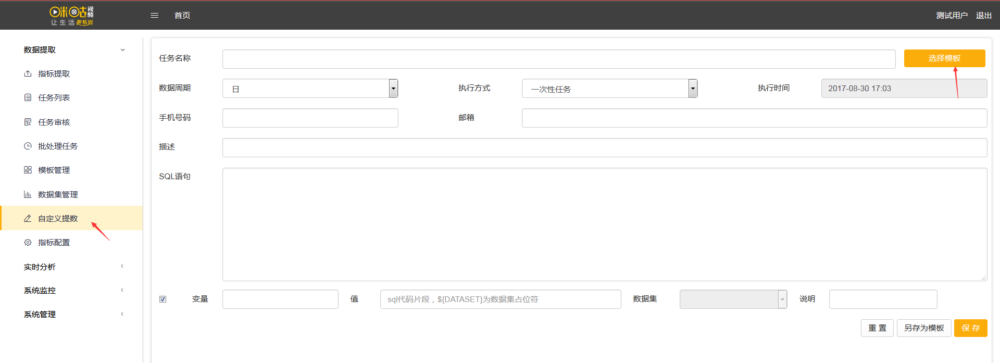 咪咕视频
让生活更有戏
首页
测试用户 退出
数据提取
指标提取
任务列表
任务审核
批处理任务
模板管理
数据集管理
自定义提数
指标配置
实时分析
系统监控
系统管理
任务名称
选择模板
数据周期 日 执行方式 一次性任务 执行时间 2017-08-30 17:03
手机号码 邮箱
描述
SQL语句
变量 值 sql代码片段，${DATASET}为数据集占位符 数据集 说明
重置 另存为模板 保存